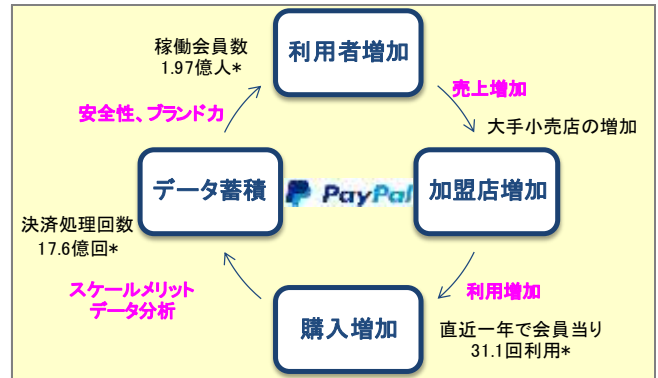 稼働会員数
1.97億人*
利用者増加
売上増加
安全性、ブランド力
大手小売店の増加
データ蓄積
PayPal
加盟店増加
決済処理回数
17.6億回*
スケールメリット
データ分析
利用増加
購入増加
直近一年で会員当り
31.1回利用*